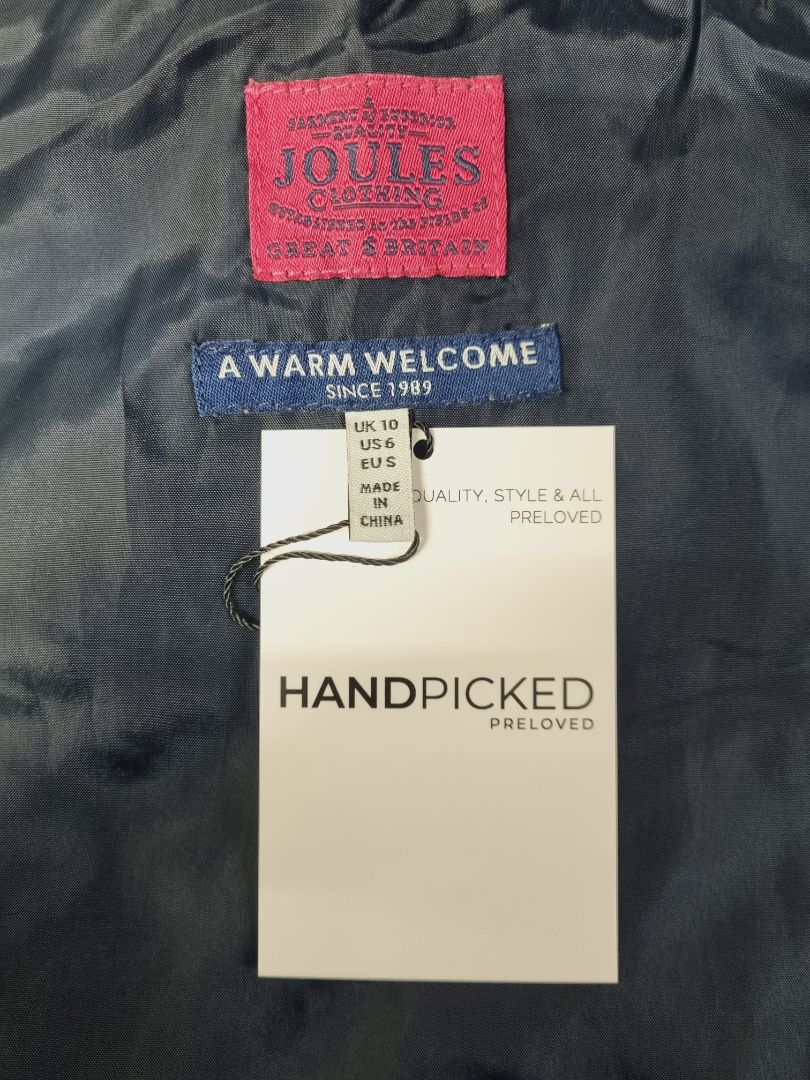 A
GARMENT of SUPERIOR
QUALITY
JOULES
CLOTHING
ESTABLISHED in THE FIELDS OF
GREAT & BRITAIN
A WARM WELCOME
SINCE 1989
UK 10
US 6
EU S
MADE
IN
CHINA
QUALITY, STYLE & ALL
PRELOVED
HANDPICKED
PRELOVED